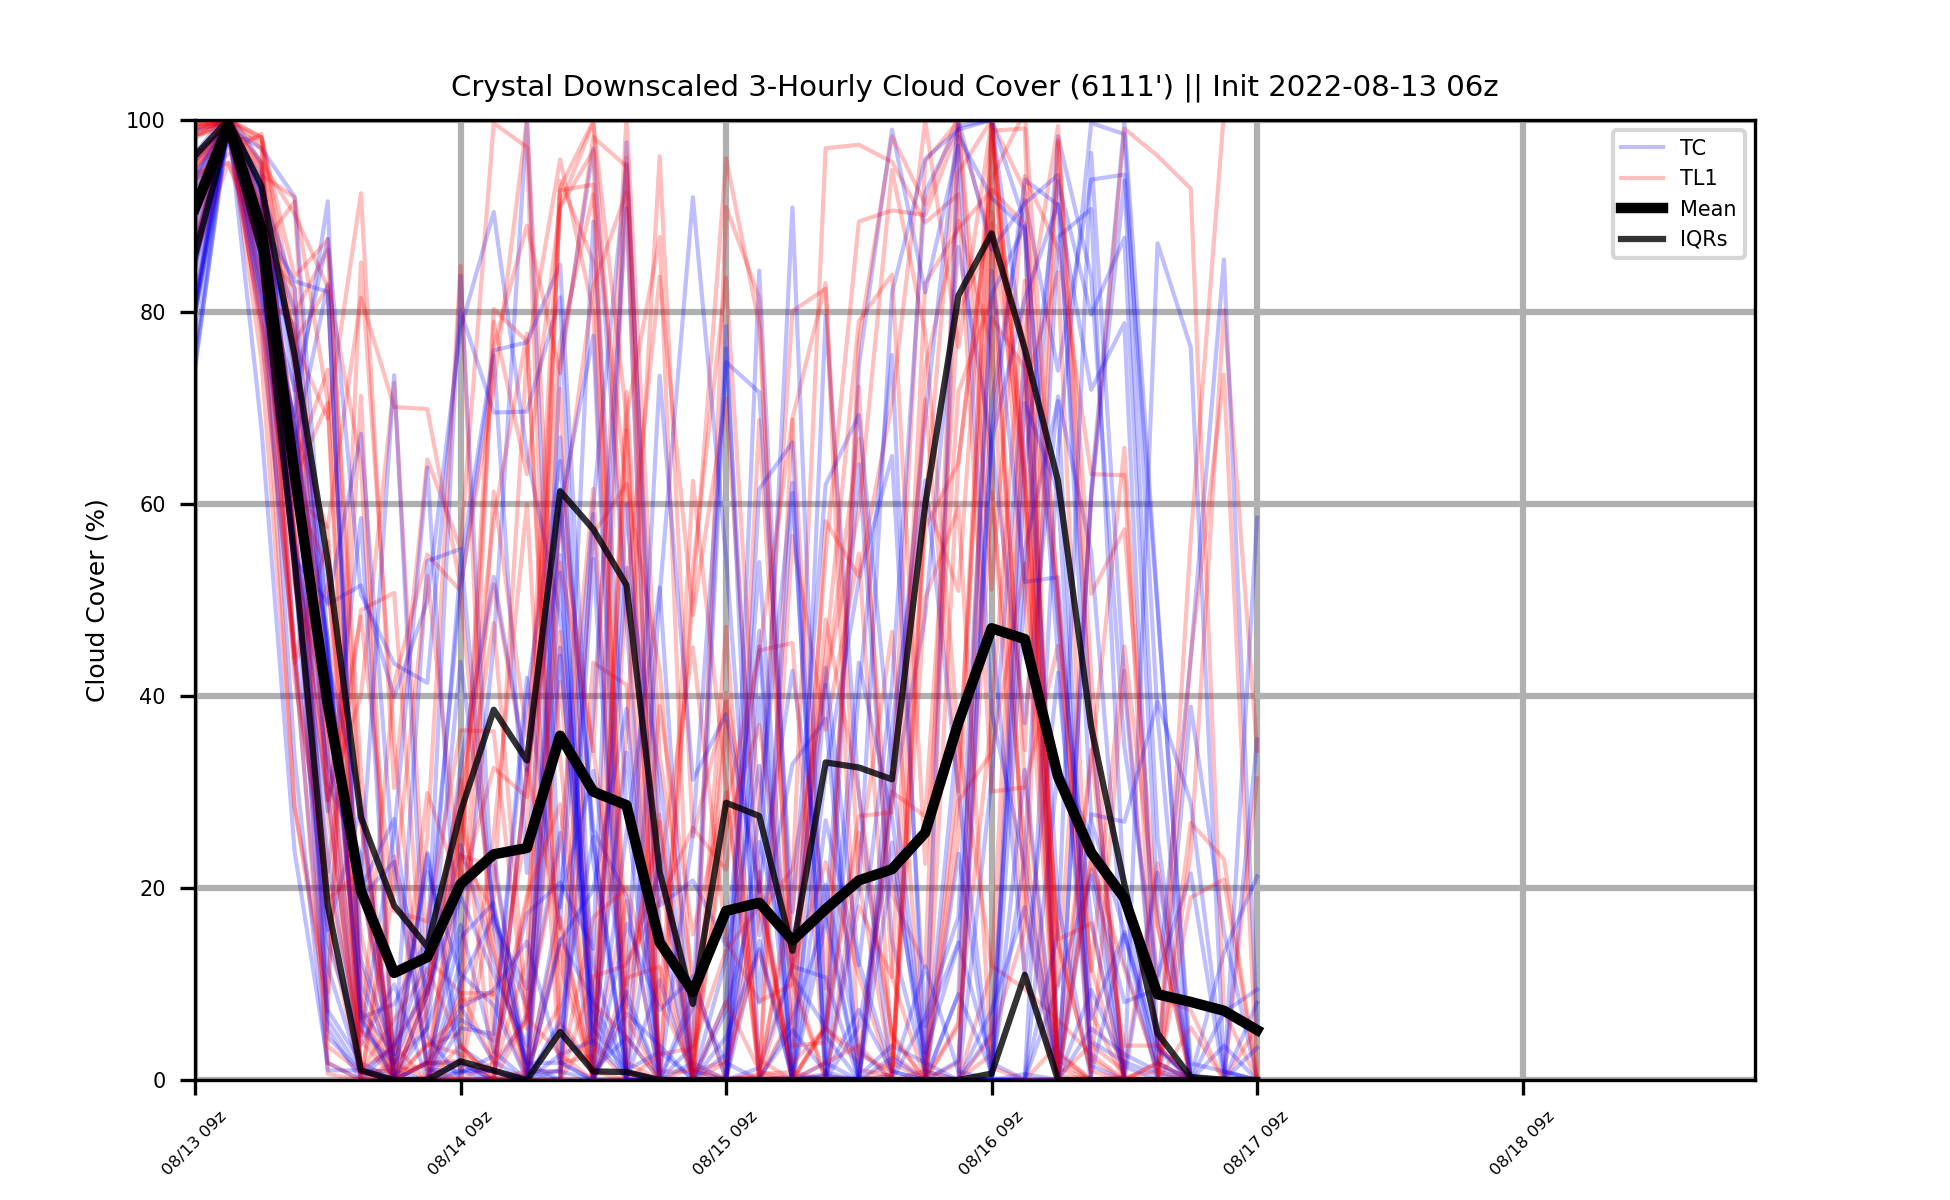 Crystal Downscaled 3-Hourly Cloud Cover (6111') || Init 2022-08-13 06z
100
80
60
40
20
0
Cloud Cover (%)
TC
TL1
Mean
IQRs
08/13 09z
08/14 09z
08/15 09z
08/16 09z
08/17 09z
08/18 09z